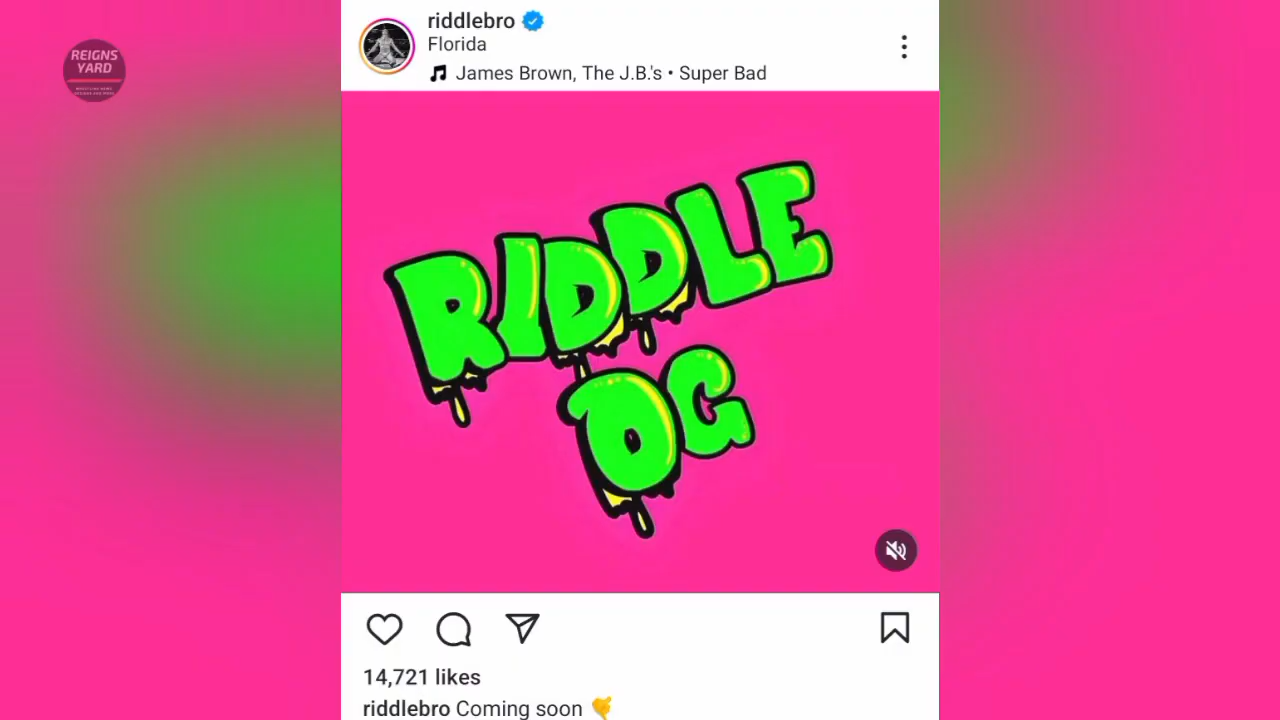 REIGNS
YARD
riddlebro
Florida
James Brown, The J.B.'s • Super Bad
RIDDLE
OG
14,721 likes
riddlebro Coming soon 🤙